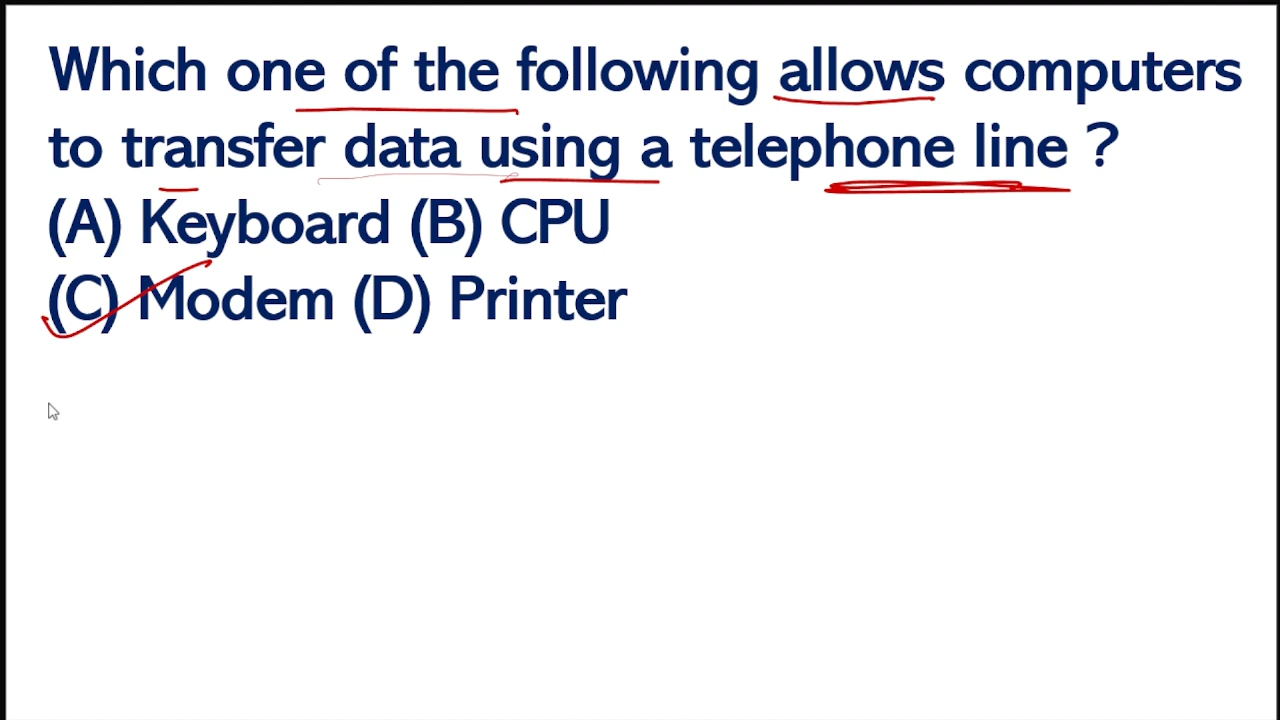 Which one of the following allows computers
to transfer data using a telephone line ?
(A) Keyboard (B) CPU
(C) Modem (D) Printer